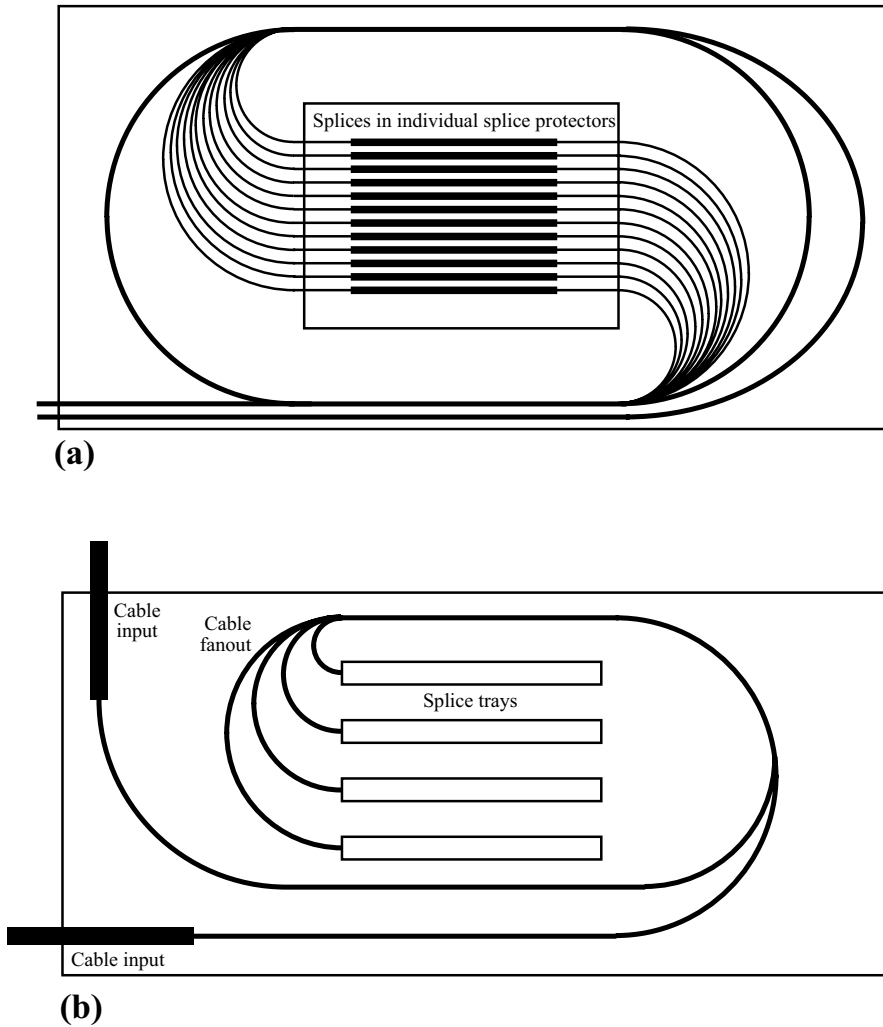 Splices in individual splice protectors
(a)
Cable
input
Cable
fanout
Splice trays
Cable input
(b)